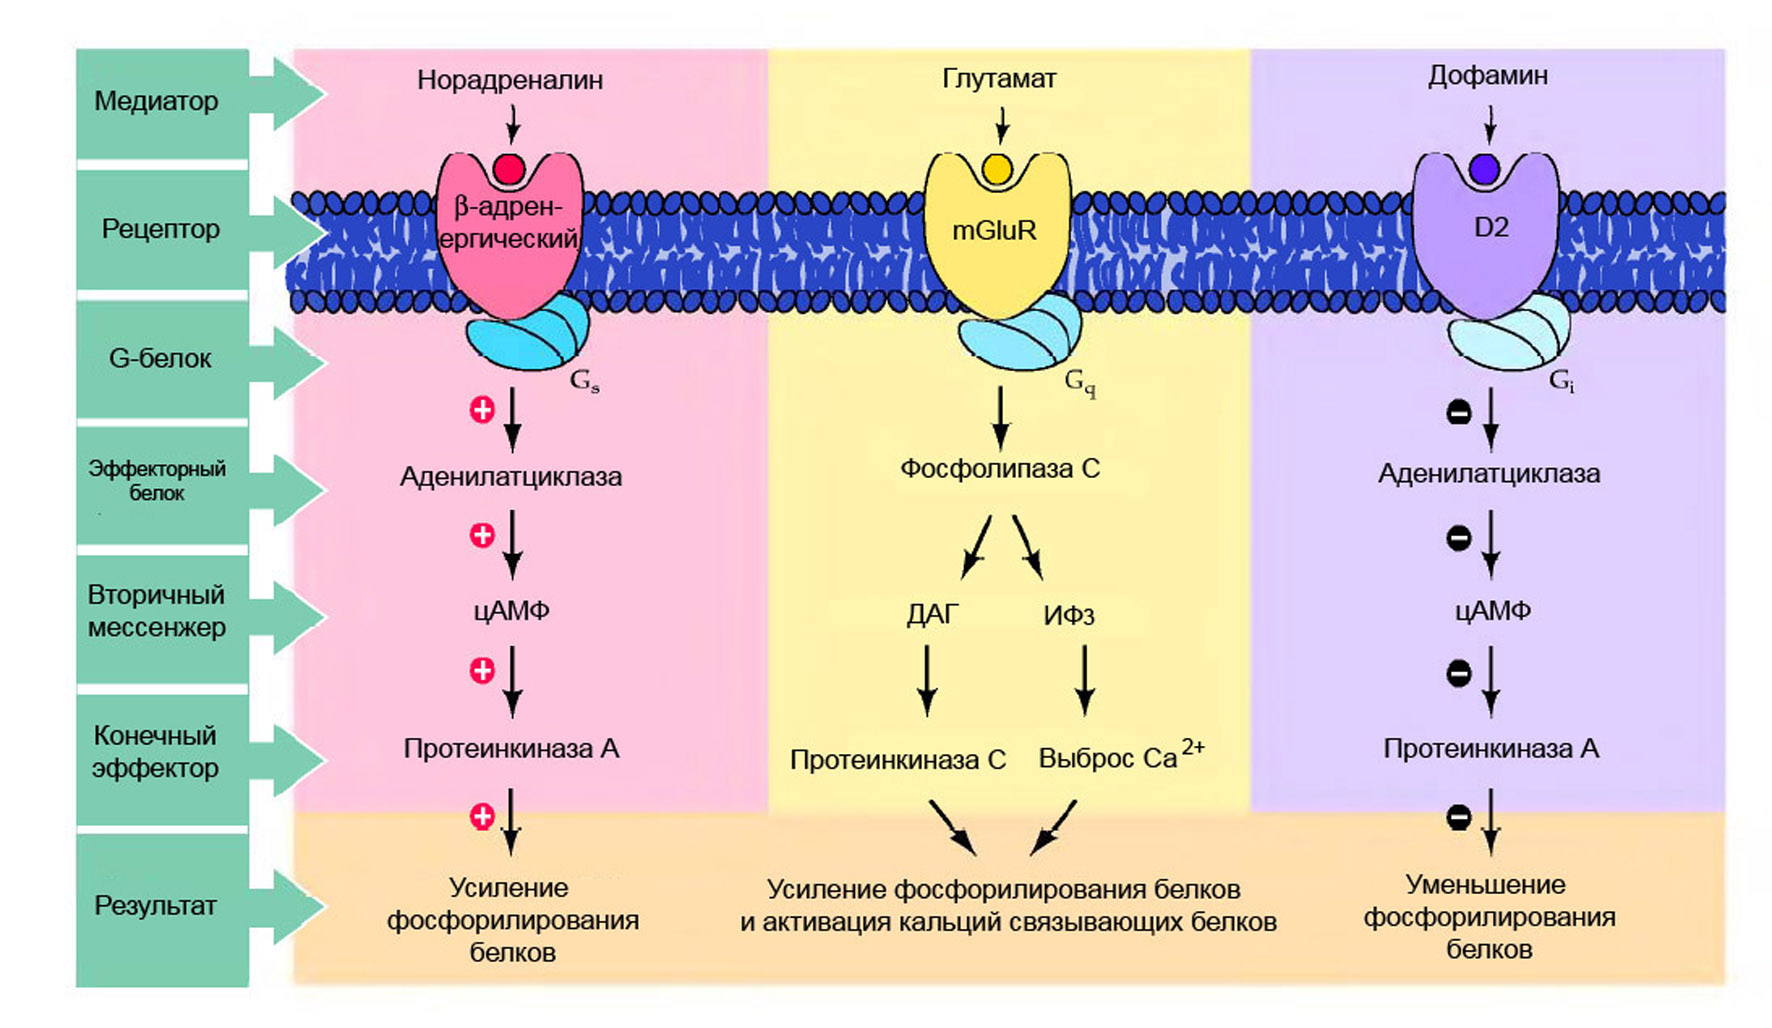 Медиатор
Норадреналин
Глутамат
Дофамин
Рецептор
β-адрен-
ергический
mGluR
D2
G-белок
Gs
Gq
Gi
Эффекторный
белок
Аденилатциклаза
Фосфолипаза С
Аденилатциклаза
Вторичный
мессенжер
цАМФ
ДАГ
ИФз
цАМФ
Конечный
эффектор
Протеинкиназа А
Протеинкиназа С
Выброс Ca2+
Протеинкиназа А
Результат
Усиление
фосфорилирования
белков
Усиление фосфорилирования белков
и активация кальций связывающих белков
Уменьшение
фосфорилирования
белков